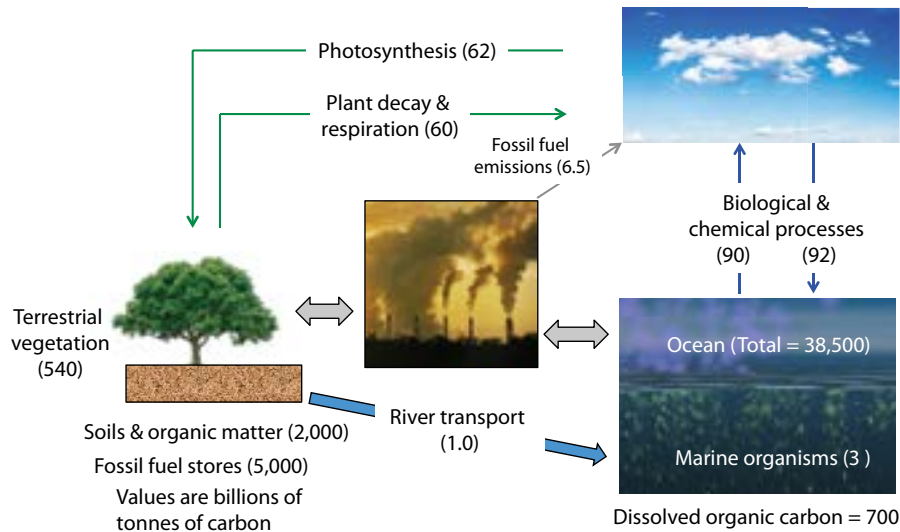 Photosynthesis (62)
Plant decay &
respiration (60)
Fossil fuel
emissions (6.5)
Biological &
chemical processes
(90) (92)
Terrestrial
vegetation
(540)
Ocean (Total = 38,500)
River transport
(1.0)
Soils & organic matter (2,000)
Fossil fuel stores (5,000)
Values are billions of
tonnes of carbon
Marine organisms (3 )
Dissolved organic carbon = 700